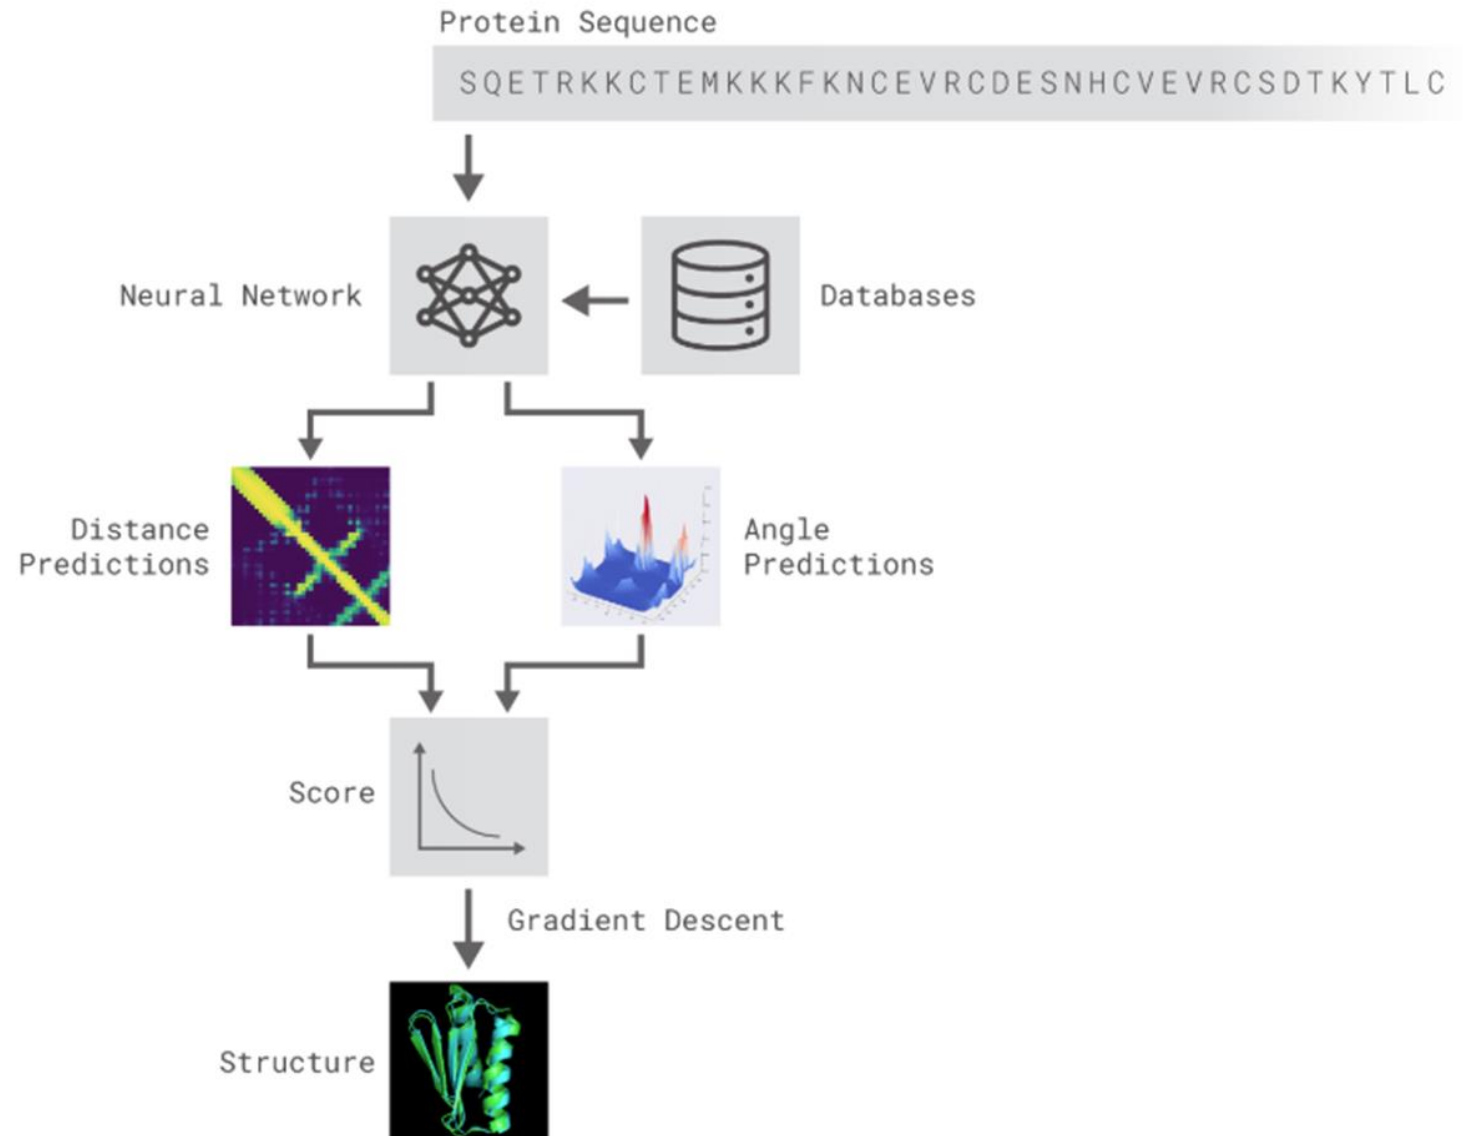 Protein Sequence
SQETRKKCTEMKKKFKNCEVRCDESNHCVEVRCSDTKYTLC
Neural Network
Databases
Distance
Predictions
Angle
Predictions
Score
Gradient Descent
Structure